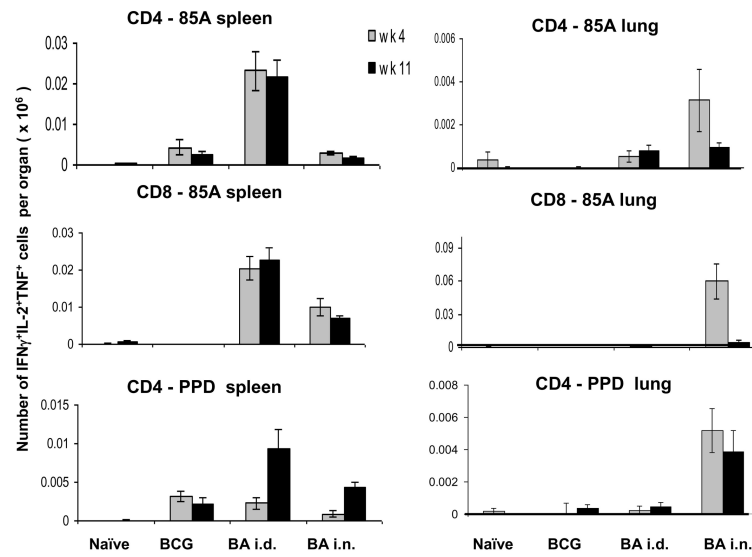 CD4 - 85A spleen
wk4
wk11
CD4 - 85A lung
0.03
0.02
0.01
0
0.006
0.004
0.002
0.000
CD8 - 85A spleen
CD8 - 85A lung
0.03
0.02
0.01
0
0.09
0.06
0.03
0
CD4 - PPD spleen
CD4 - PPD lung
0.015
0.01
0.005
0
0.008
0.006
0.004
0.002
0.000
Naïve BCG BA i.d. BA i.n.
Naïve BCG BA i.d. BA i.n.
Number of IFNγ⁺IL-2⁺TNF⁺ cells per organ ( x 10⁶ )